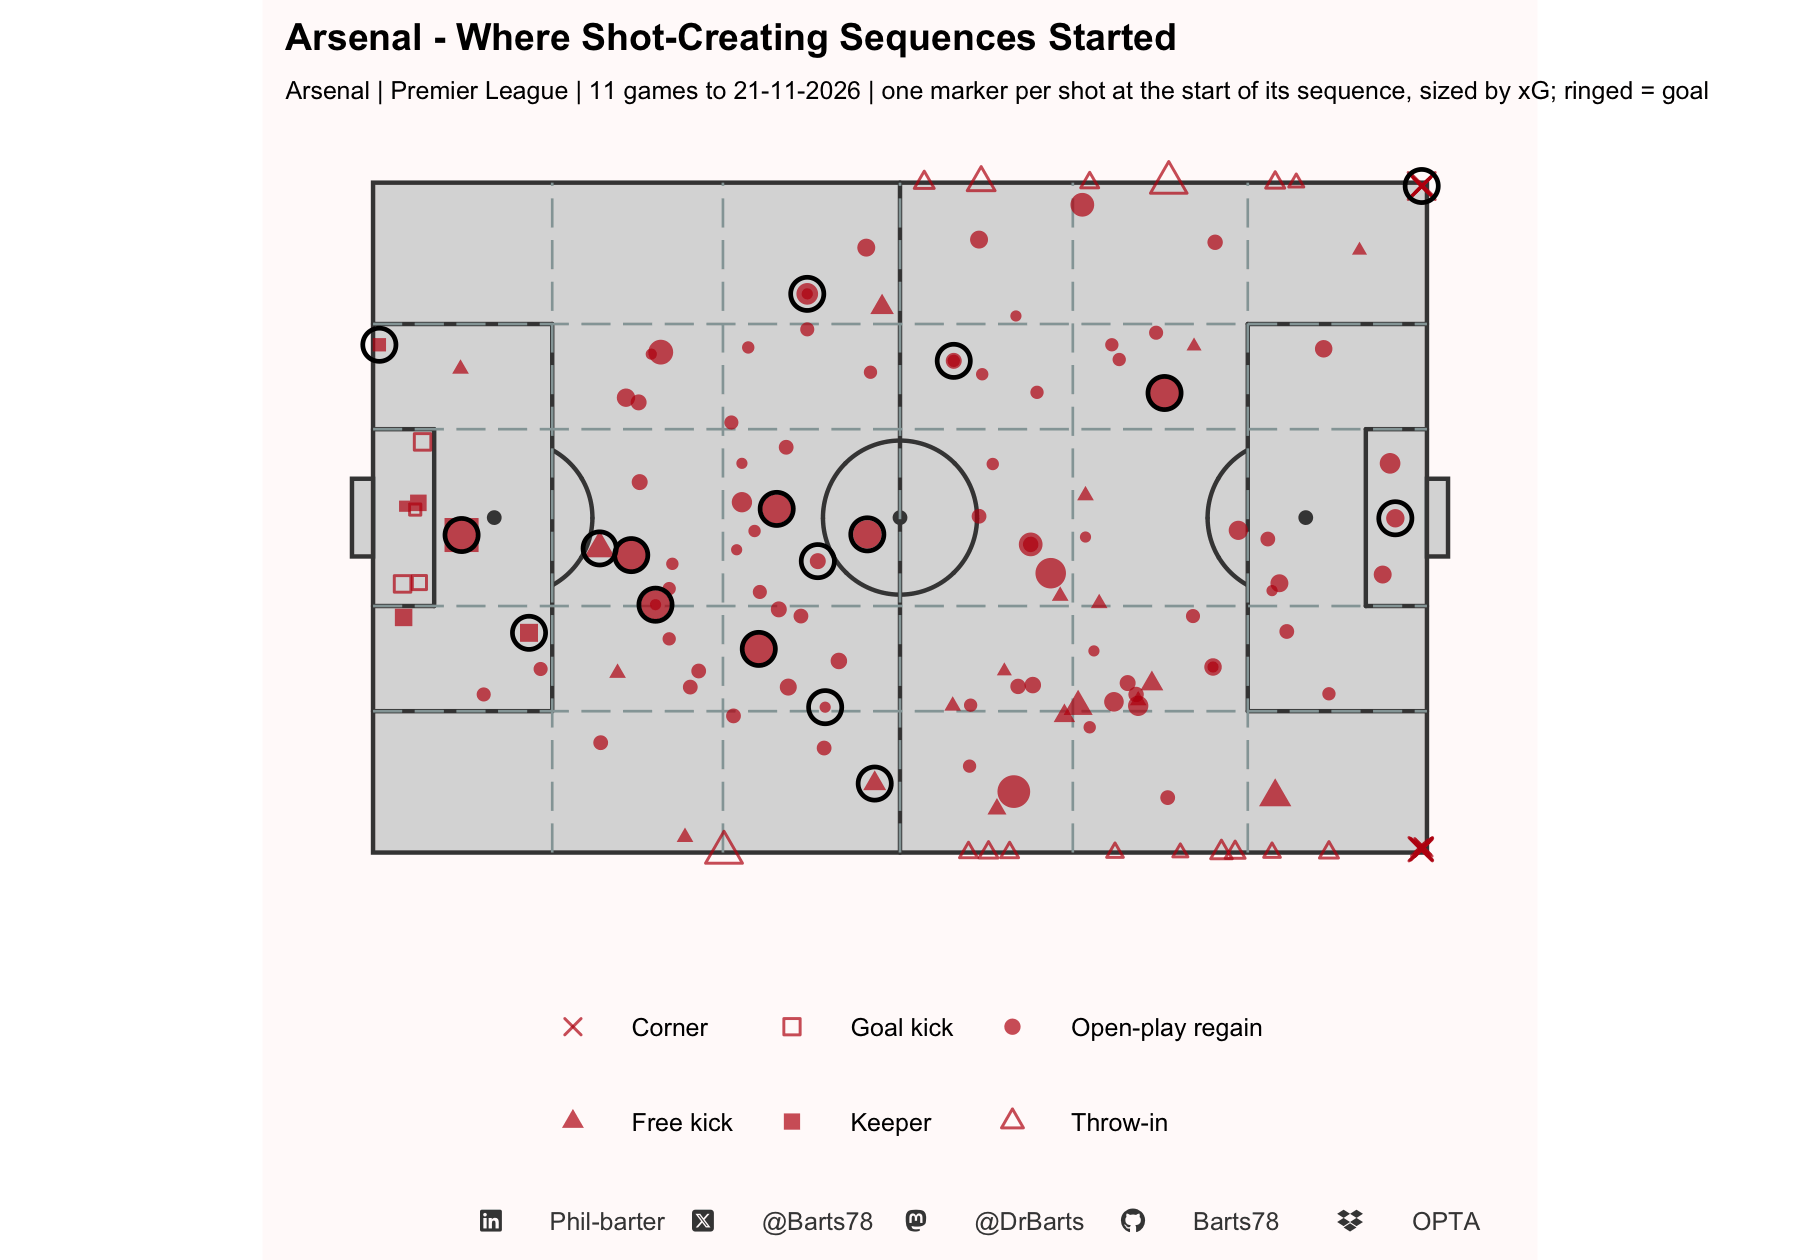 Arsenal - Where Shot-Creating Sequences Started
Arsenal | Premier League | 11 games to 21-11-2026 | one marker per shot at the start of its sequence, sized by xG; ringed = goal
Corner Goal kick Open-play regain
Free kick Keeper Throw-in
Phil-barter @Barts78 @DrBarts Barts78 OPTA